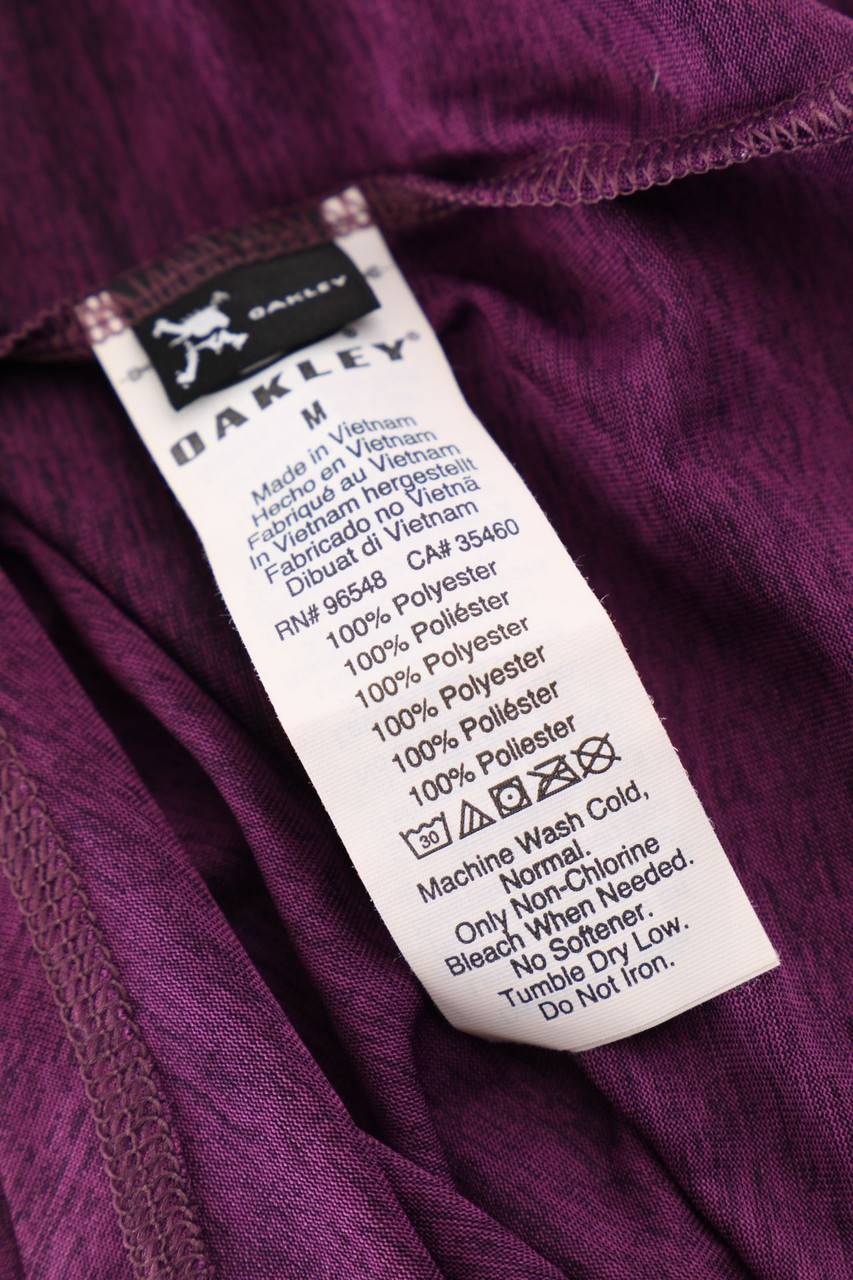 OAKLEY
OAKLEY®
M
Made in Vietnam
Hecho en Vietnam
Fabriqué au Vietnam
In Vietnam hergestellt
Fabricado no Vietnã
Dibuat di Vietnam
RN# 96548 CA# 35460
100% Polyester
100% Poliéster
100% Polyester
100% Polyester
100% Poliéster
100% Poliester
30
Machine Wash Cold,
Normal.
Only Non-Chlorine
Bleach When Needed.
No Softener.
Tumble Dry Low.
Do Not Iron.